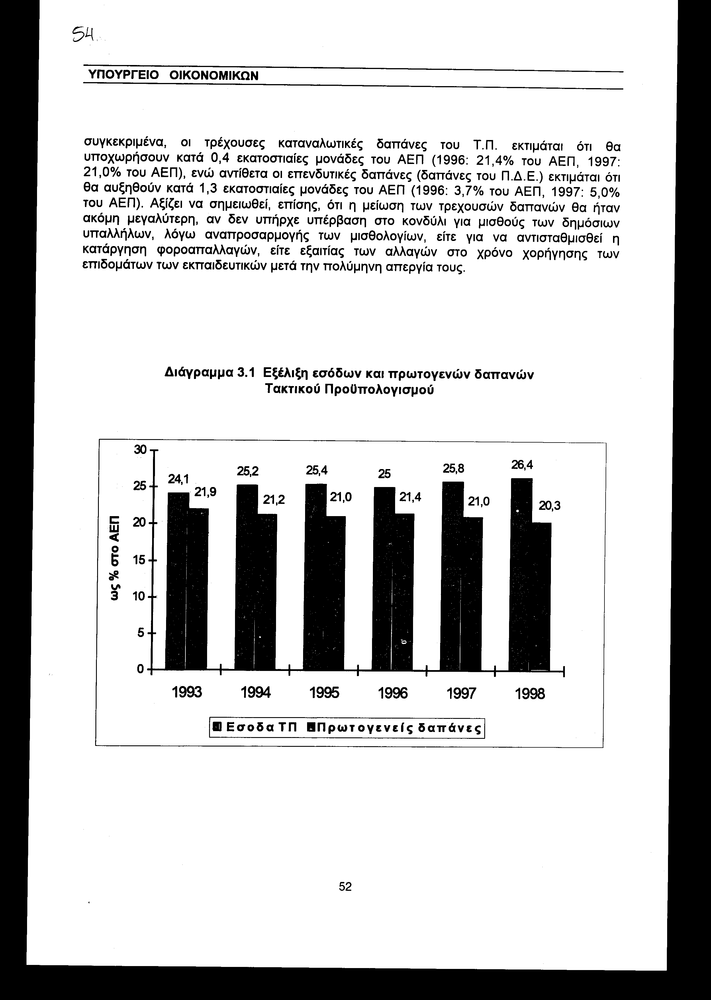 54
ΥΠΟΥΡΓΕΙΟ ΟΙΚΟΝΟΜΙΚΩΝ
συγκεκριμένα, οι τρέχουσες καταναλωτικές δαπάνες του Τ.Π. εκτιμάται ότι θα
υποχωρήσουν κατά 0,4 εκατοστιαίες μονάδες του ΑΕΠ (1996: 21,4% του ΑΕΠ, 1997:
21,0% του ΑΕΠ), ενώ αντίθετα οι επενδυτικές δαπάνες (δαπάνες του Π.Δ.Ε.) εκτιμάται ότι
θα αυξηθούν κατά 1,3 εκατοστιαίες μονάδες του ΑΕΠ (1996: 3,7% του ΑΕΠ, 1997: 5,0%
του ΑΕΠ). Αξίζει να σημειωθεί, επίσης, ότι η μείωση των τρεχουσών δαπανών θα ήταν
ακόμη μεγαλύτερη, αν δεν υπήρχε υπέρβαση στο κονδύλι για μισθούς των δημόσιων
υπαλλήλων, λόγω αναπροσαρμογής των μισθολογίων, είτε για να αντισταθμισθεί η
κατάργηση φοροαπαλλαγών, είτε εξαιτίας των αλλαγών στο χρόνο χορήγησης των
επιδομάτων των εκπαιδευτικών μετά την πολύμηνη απεργία τους.
Διάγραμμα 3.1 Εξέλιξη εσόδων και πρωτογενών δαπανών
Τακτικού Προϋπολογισμού
ως % στο ΑΕΠ
30
25
20
15
10
5
0
24,1
21,9
25,2
21,2
25,4
21,0
25
21,4
25,8
21,0
26,4
20,3
1993 1994 1995 1996 1997 1998
Εσοδα ΤΠ Πρωτογενείς δαπάνες
52